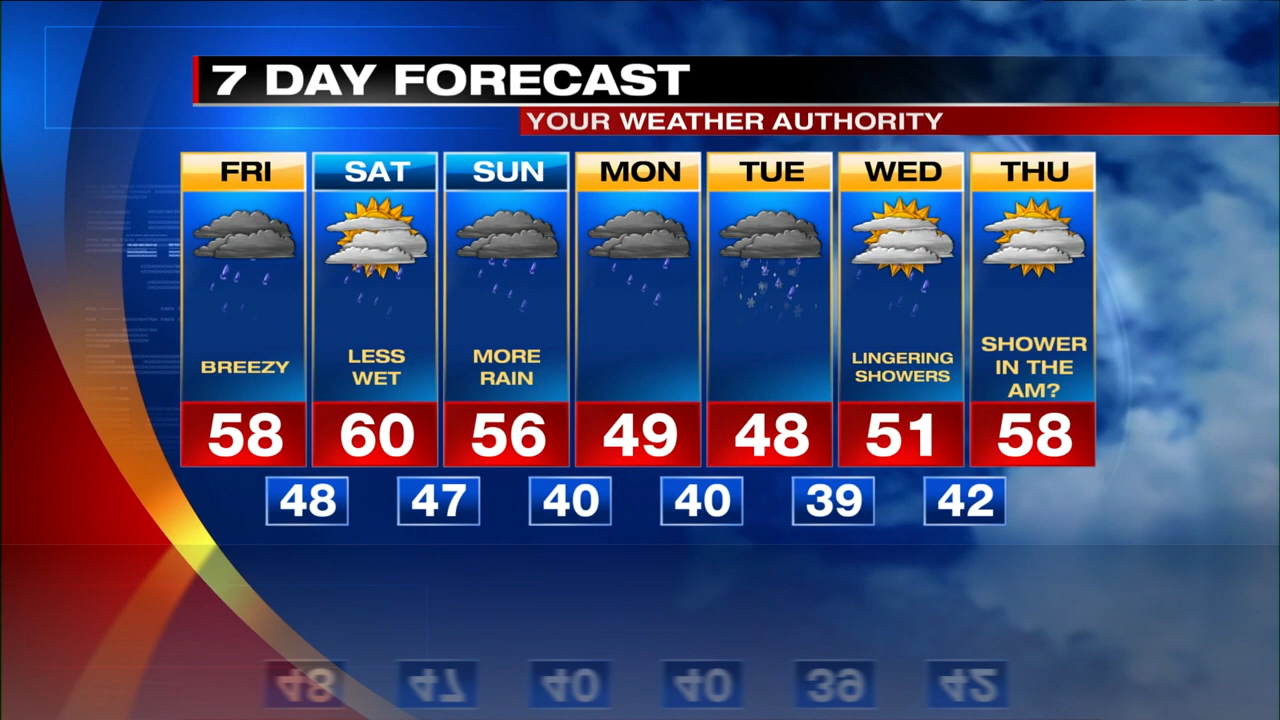 7 DAY FORECAST
YOUR WEATHER AUTHORITY
FRI SAT SUN MON TUE WED THU
BREEZY
LESS
WET
MORE
RAIN
LINGERING
SHOWERS
SHOWER
IN THE
AM?
58 60 56 49 48 51 58
48 47 40 40 39 42